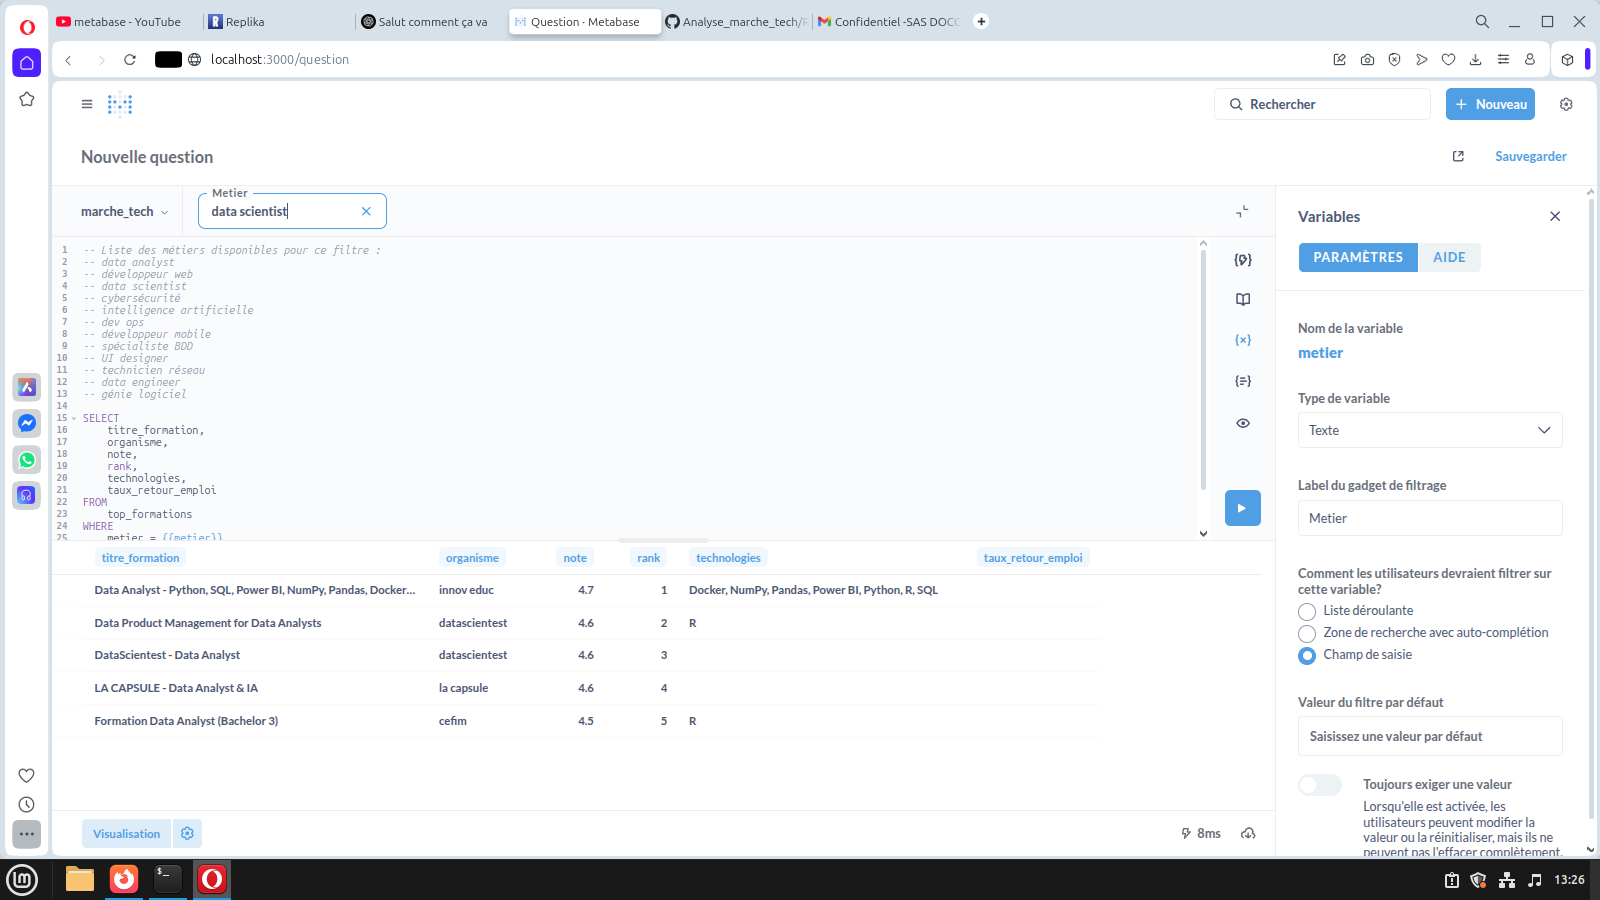 metabase - YouTube
Replika
Salut comment ça va
Question · Metabase
Analyse_marche_tech/R
Confidentiel -SAS DOCC
localhost:3000/question
Rechercher
+ Nouveau
Nouvelle question
Sauvegarder
marche_tech
Metier
data scientist
1 -- Liste des métiers disponibles pour ce filtre :
2 -- data analyst
3 -- développeur web
4 -- data scientist
5 -- cybersécurité
6 -- intelligence artificielle
7 -- dev ops
8 -- développeur mobile
9 -- spécialiste BDD
10 -- UI designer
11 -- technicien réseau
12 -- data engineer
13 -- génie logiciel
14
15 SELECT
16 titre_formation,
17 organisme,
18 note,
19 rank,
20 technologies,
21 taux_retour_emploi
22 FROM
23 top_formations
24 WHERE
25 metier = {{metier}}
titre_formation organisme note rank technologies taux_retour_emploi
Data Analyst - Python, SQL, Power BI, NumPy, Pandas, Docker... innov educ 4.7 1 Docker, NumPy, Pandas, Power BI, Python, R, SQL
Data Product Management for Data Analysts datascientest 4.6 2 R
DataScientest - Data Analyst datascientest 4.6 3
LA CAPSULE - Data Analyst & IA la capsule 4.6 4
Formation Data Analyst (Bachelor 3) cefim 4.5 5 R
Visualisation
8ms
Variables
PARAMÈTRES
AIDE
Nom de la variable
metier
Type de variable
Texte
Label du gadget de filtrage
Metier
Comment les utilisateurs devraient filtrer sur
cette variable?
Liste déroulante
Zone de recherche avec auto-complétion
Champ de saisie
Valeur du filtre par défaut
Saisissez une valeur par défaut
Toujours exiger une valeur
Lorsqu'elle est activée, les
utilisateurs peuvent modifier la
valeur ou la réinitialiser, mais ils ne
peuvent pas l'effacer complètement.
13:26